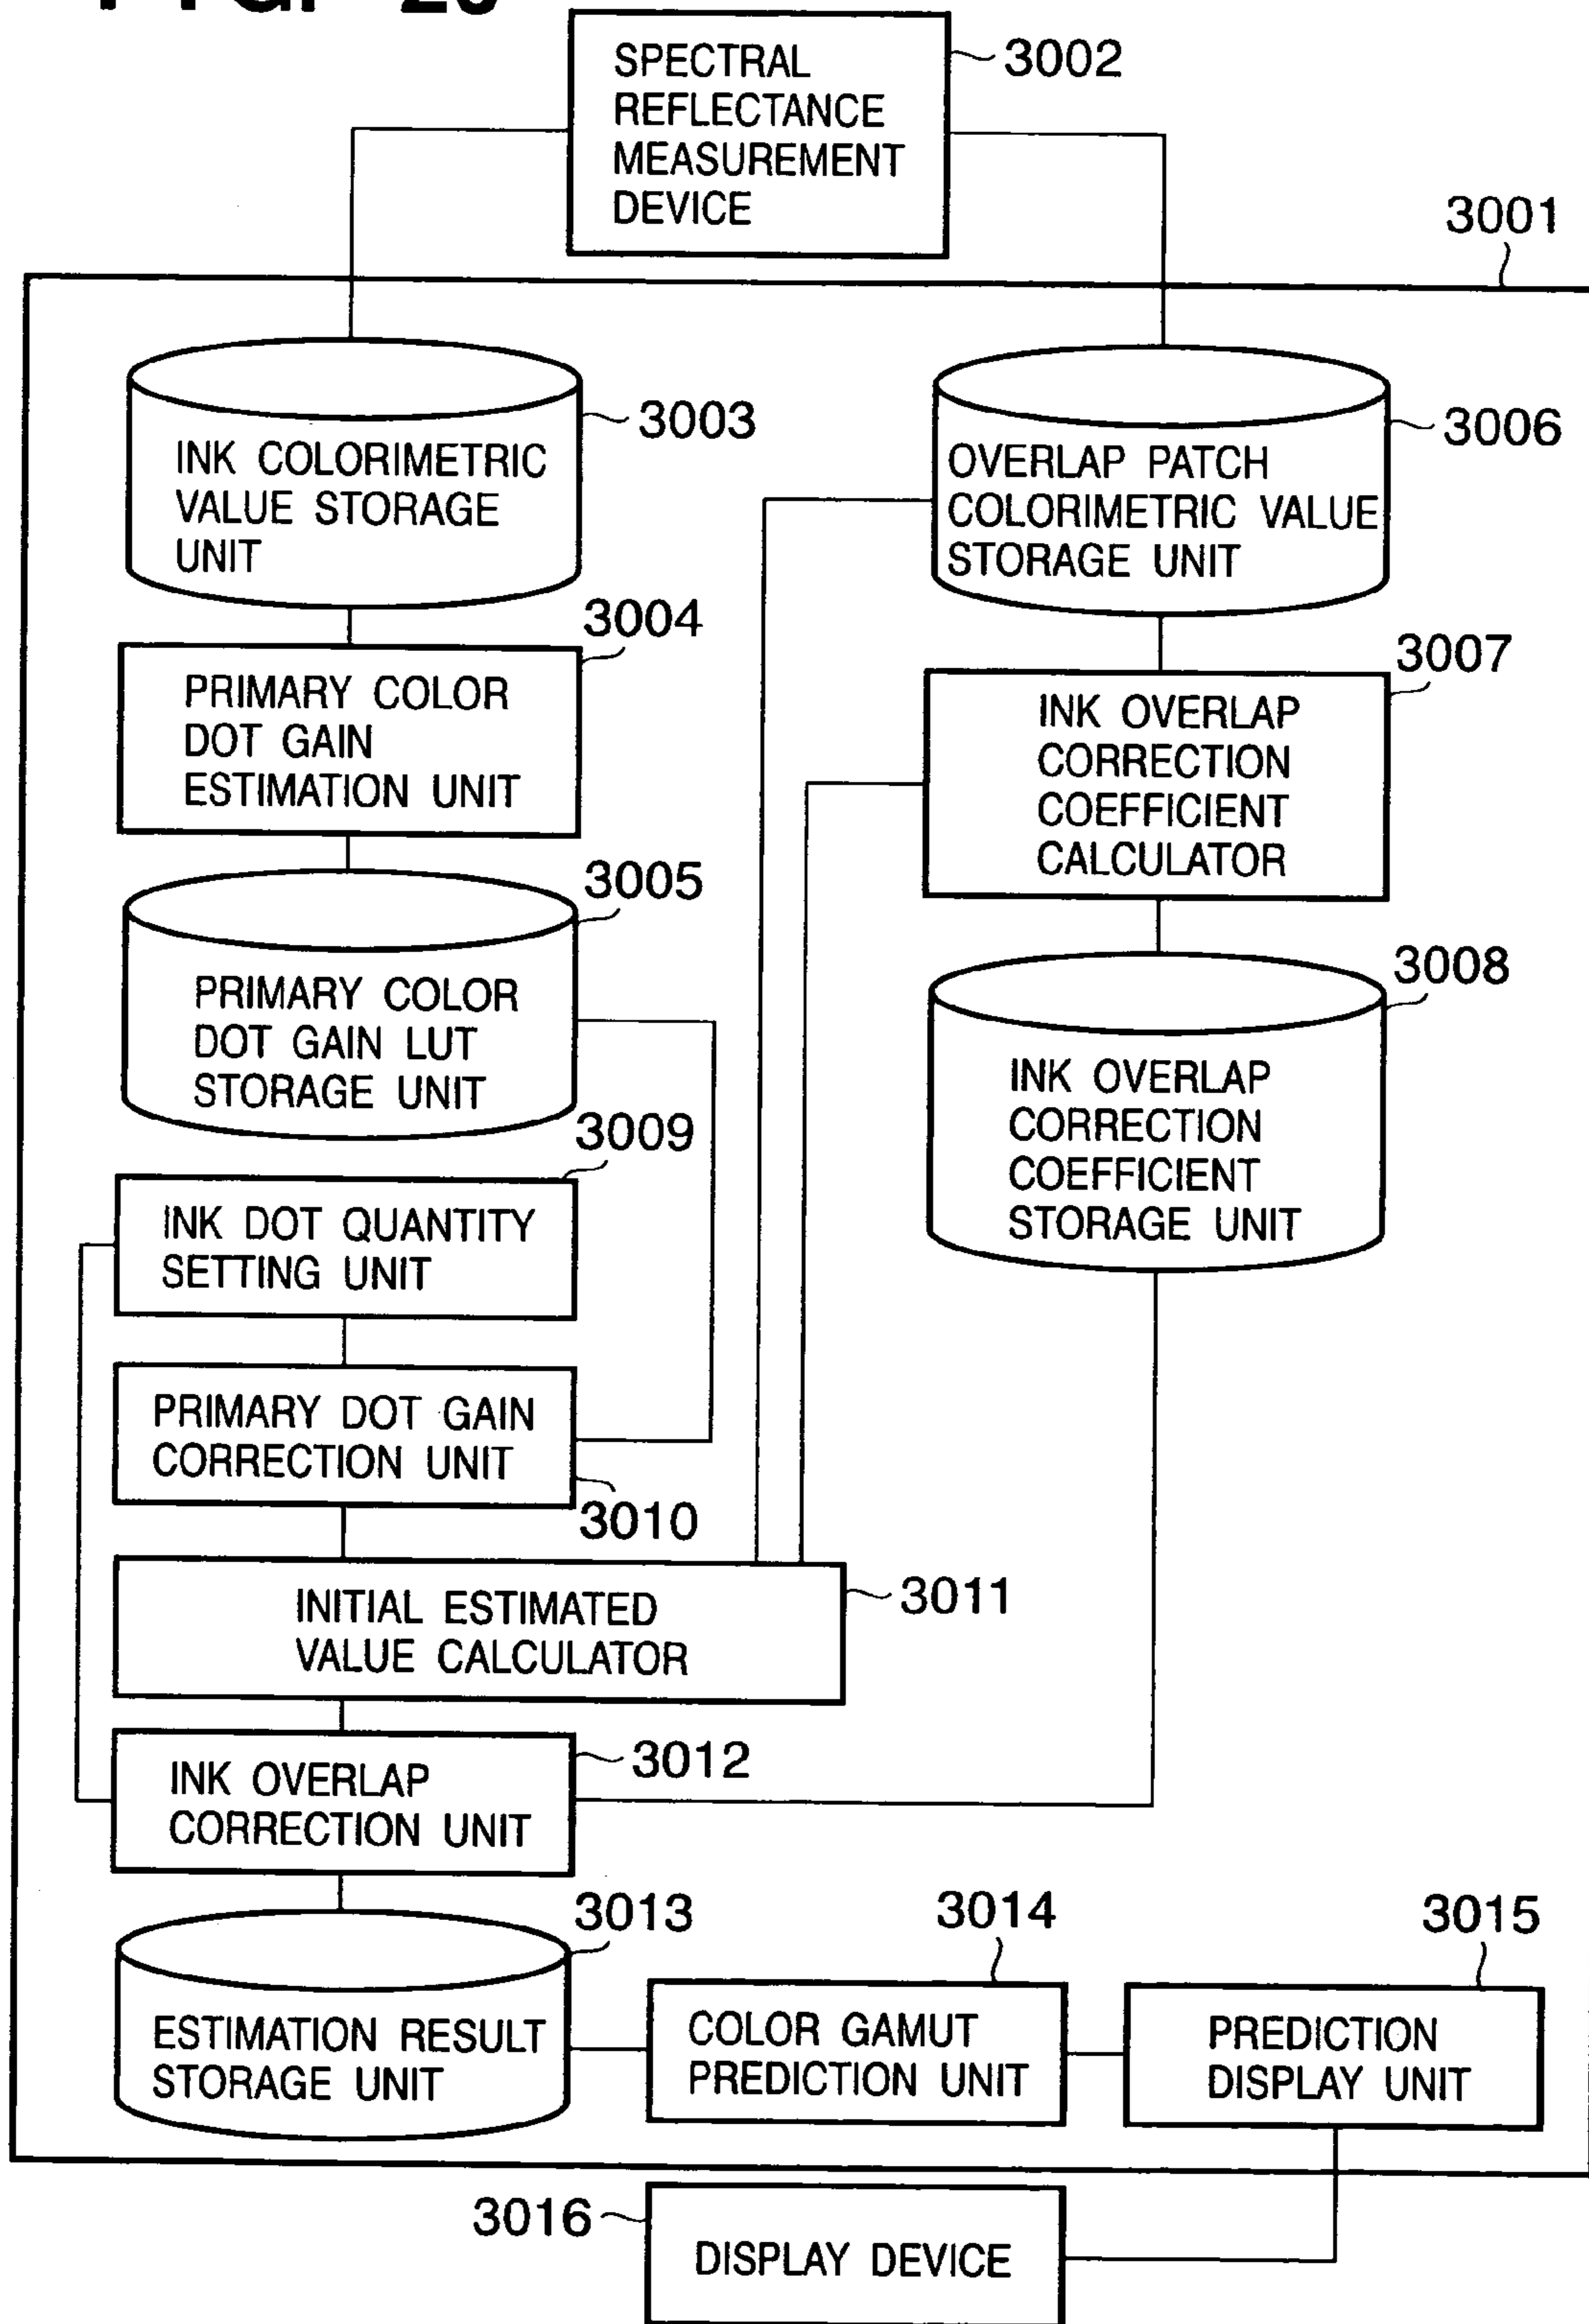 SPECTRAL
REFLECTANCE
MEASUREMENT
DEVICE
3002
3001
3003
INK COLORIMETRIC
VALUE STORAGE
UNIT
3006
OVERLAP PATCH
COLORIMETRIC VALUE
STORAGE UNIT
3004
PRIMARY COLOR
DOT GAIN
ESTIMATION UNIT
3007
INK OVERLAP
CORRECTION
COEFFICIENT
CALCULATOR
3005
PRIMARY COLOR
DOT GAIN LUT
STORAGE UNIT
3008
INK OVERLAP
CORRECTION
COEFFICIENT
STORAGE UNIT
3009
INK DOT QUANTITY
SETTING UNIT
PRIMARY DOT GAIN
CORRECTION UNIT
3010
INITIAL ESTIMATED
VALUE CALCULATOR
3011
INK OVERLAP
CORRECTION UNIT
3012
3013
ESTIMATION RESULT
STORAGE UNIT
3014
COLOR GAMUT
PREDICTION UNIT
3015
PREDICTION
DISPLAY UNIT
3016
DISPLAY DEVICE